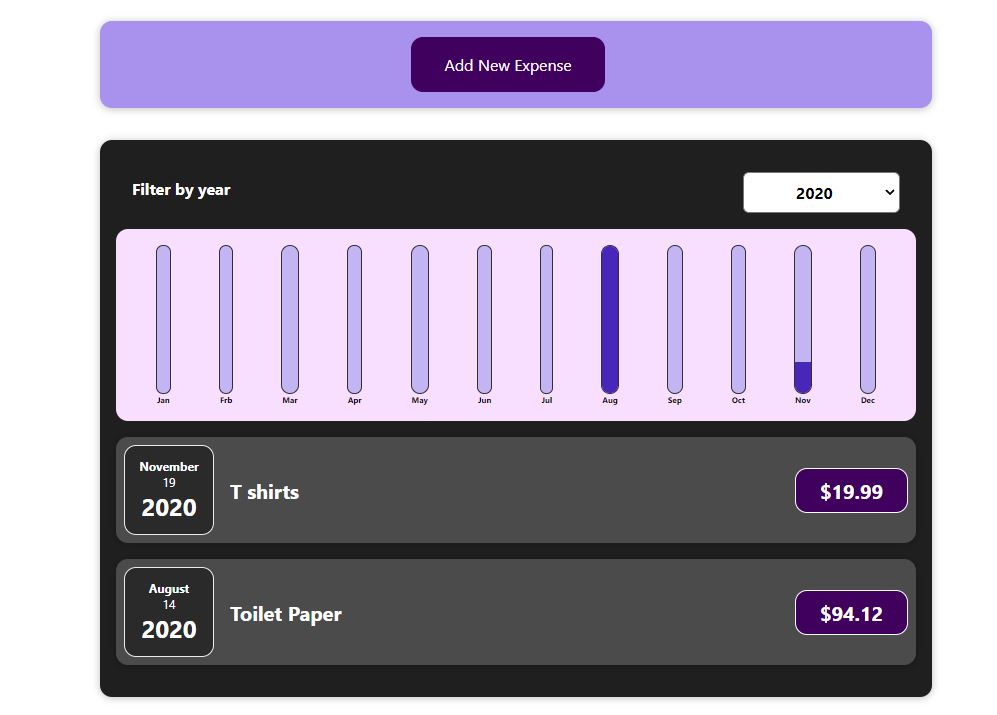 Add New Expense
Filter by year
2020
Jan Frb Mar Apr May Jun Jul Aug Sep Oct Nov Dec
November
19
2020
T shirts
$19.99
August
14
2020
Toilet Paper
$94.12